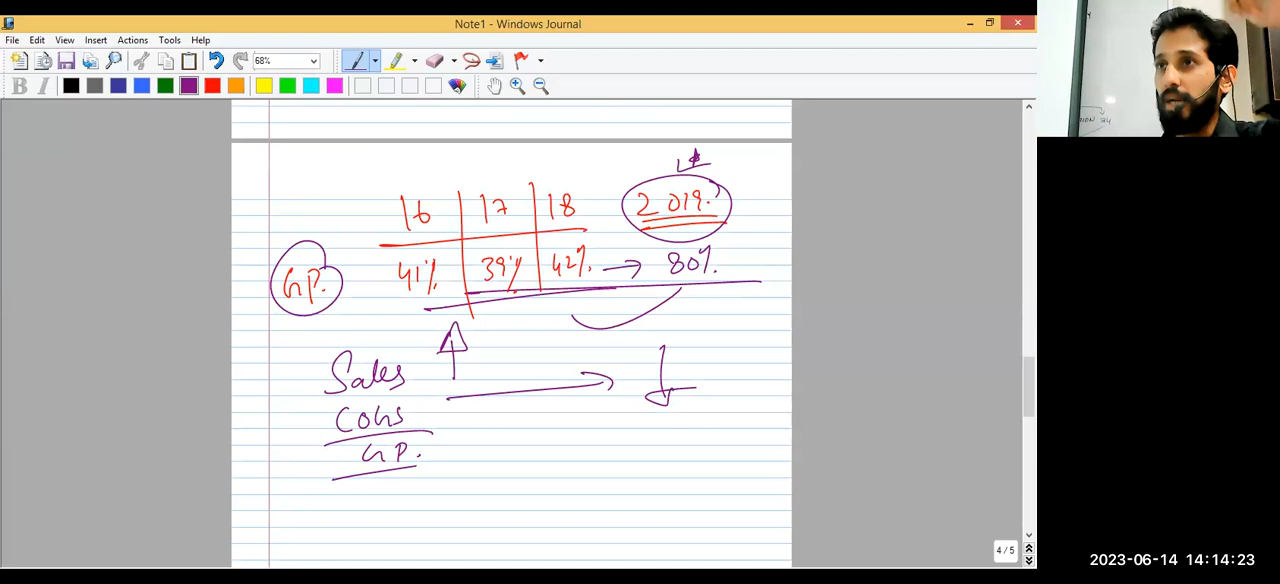 Note1 - Windows Journal
File Edit View Insert Actions Tools Help
68%
B I
16 17 18 2019.
GP. 41% 39% 42% → 80%.
Sales
COGS
GP.
4 / 5
2023-06-14 14:14:23